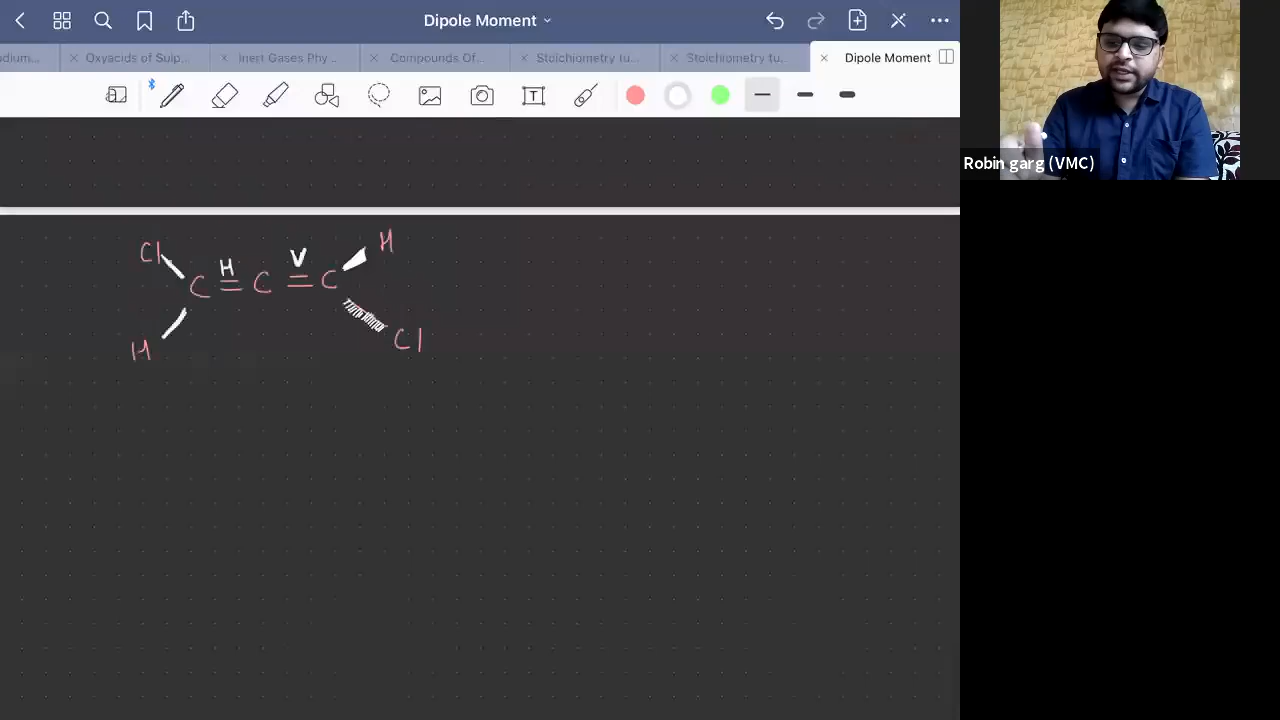 Dipole Moment
odium...
Oxyacids of Sulp...
Inert Gases Phy...
Compounds Of...
Stoichiometry tu...
Stoichiometry tu...
Dipole Moment
T
Robin garg (VMC)
Cl H V H
C = C = C
H Cl